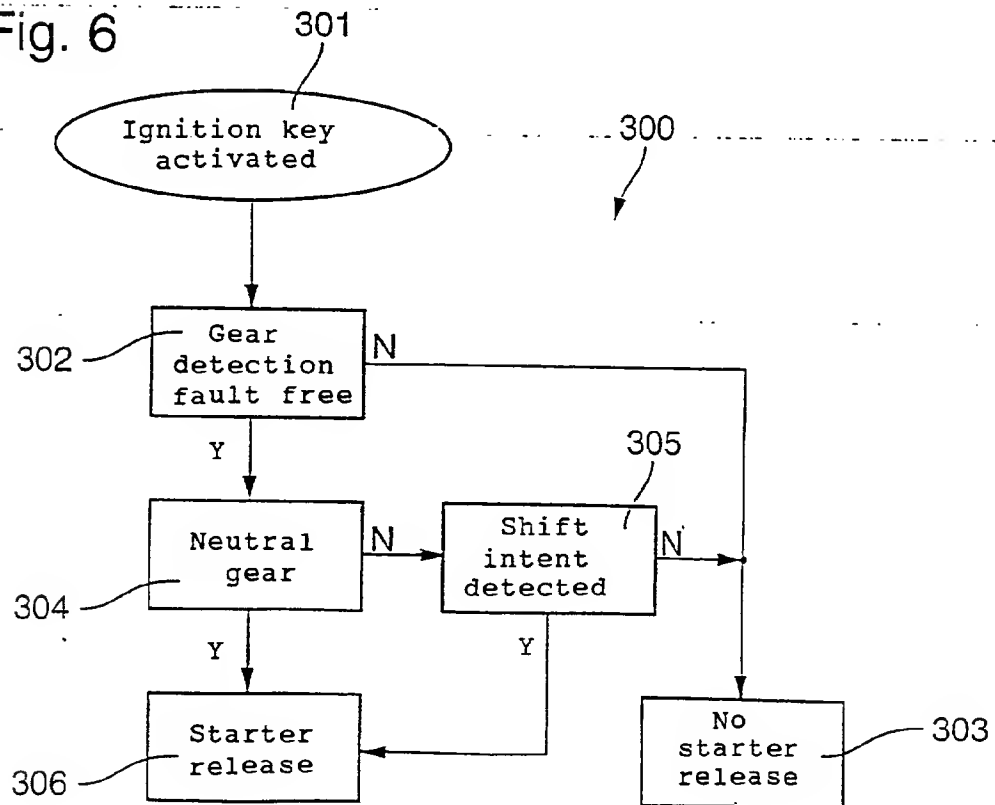 Fig. 6
301
Ignition key
activated
300
302
Gear
detection
fault free
N
Y
305
304
Neutral
gear
N
Shift
intent
detected
N
Y
Y
306
Starter
release
No
starter
release
303